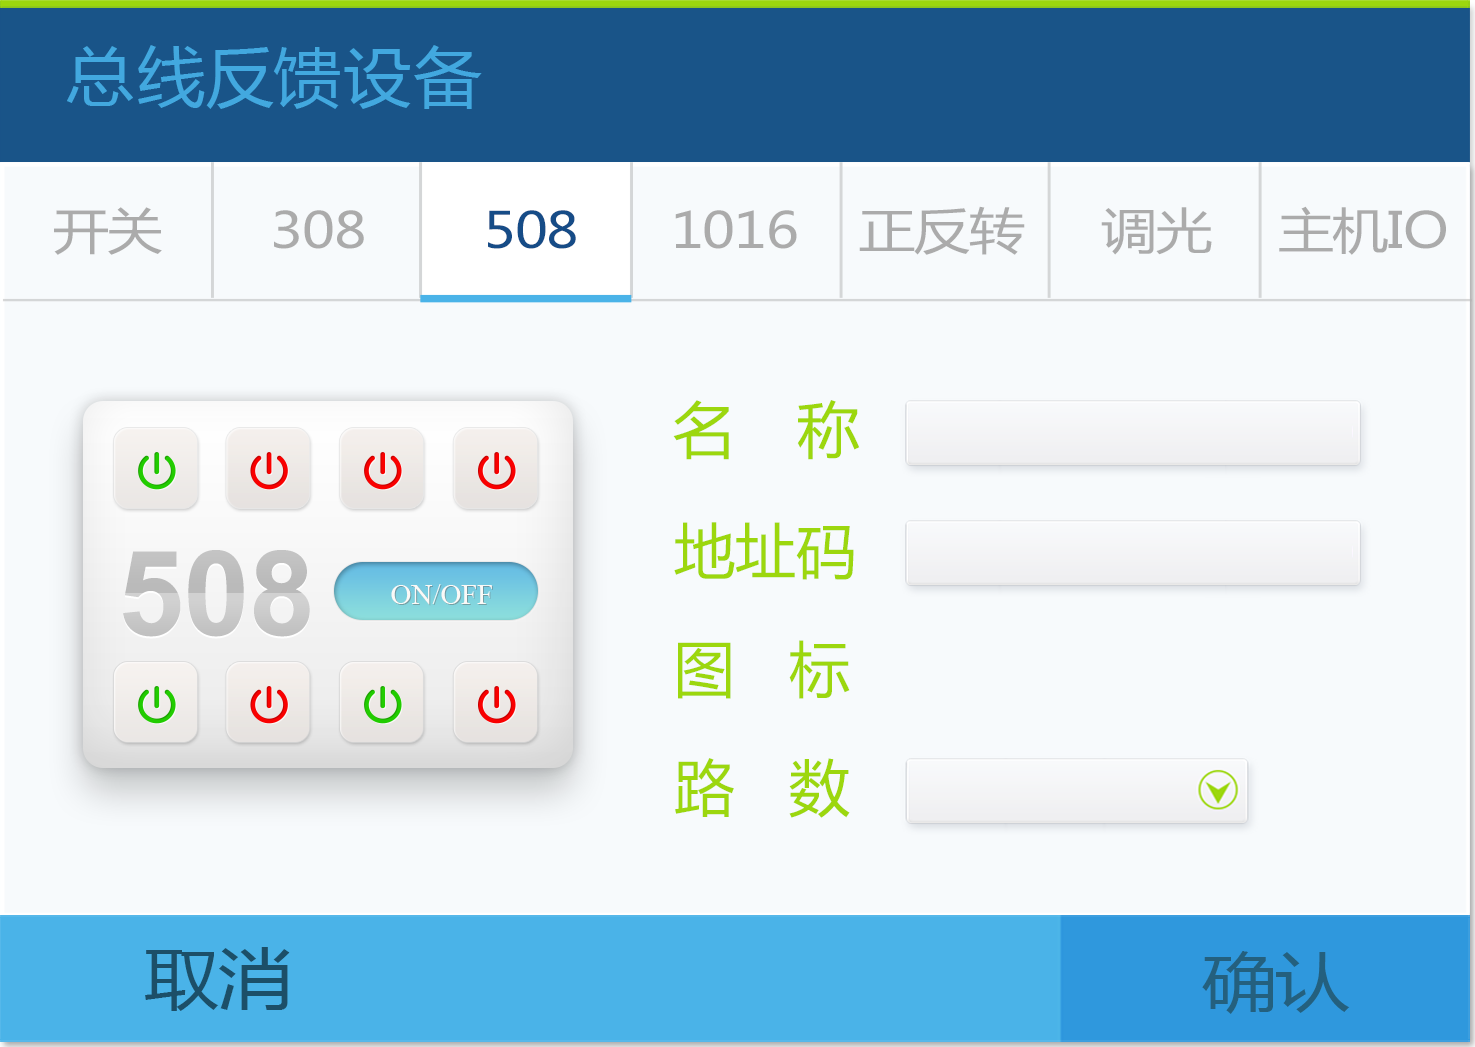 总线反馈设备
开关 308 508 1016 正反转 调光 主机IO
名 称
地址码
508 ON/OFF
图 标
路 数
取消 确认